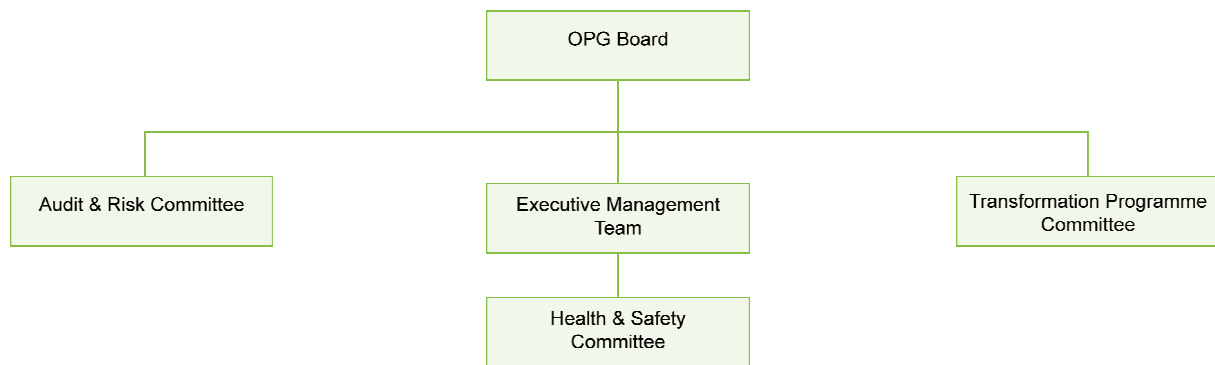 OPG Board
Audit & Risk Committee
Executive Management
Team
Transformation Programme
Committee
Health & Safety
Committee